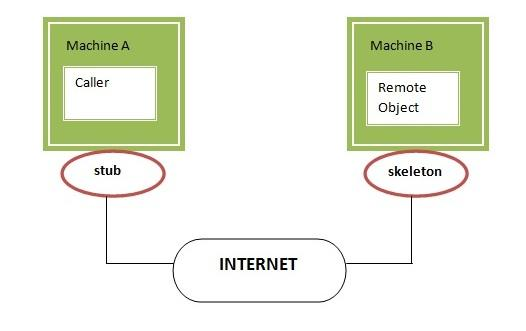 Machine A
Caller
stub
Machine B
Remote
Object
skeleton
INTERNET